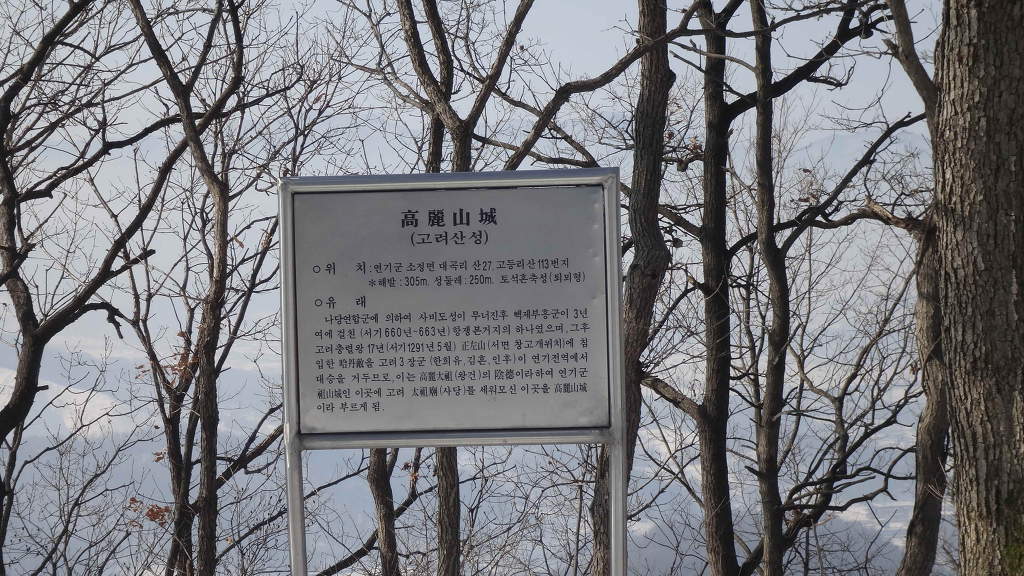 高麗山城
(고려산성)
○위 치 : 연기군 소정면 대곡리 산27, 고등리산 113번지
*해발 : 305m, 성둘레 : 250m, 토석혼축성(퇴뫼형)
○유 래
나당연합군에 의하여 사비도성이 무너진후 백제부흥군이 3년
여에 걸친 (서기 660년~663년) 항쟁본거지의 하나였으며, 그후
고려충렬왕 17년(서기1291년 5월) 正左山(서면 쌍고개위치)에 침
입한 哈丹敵을 고려3장군 (한희유, 김흔, 인후)이 연기전역에서
대승을 거두므로, 이는 高麗太祖(왕건)의 陰德이라하여 연기군
祖山城인 이곳에 고려 太祖廟(사당)를 세워모신 이곳을 高麗山城
이라 부르게 됨.